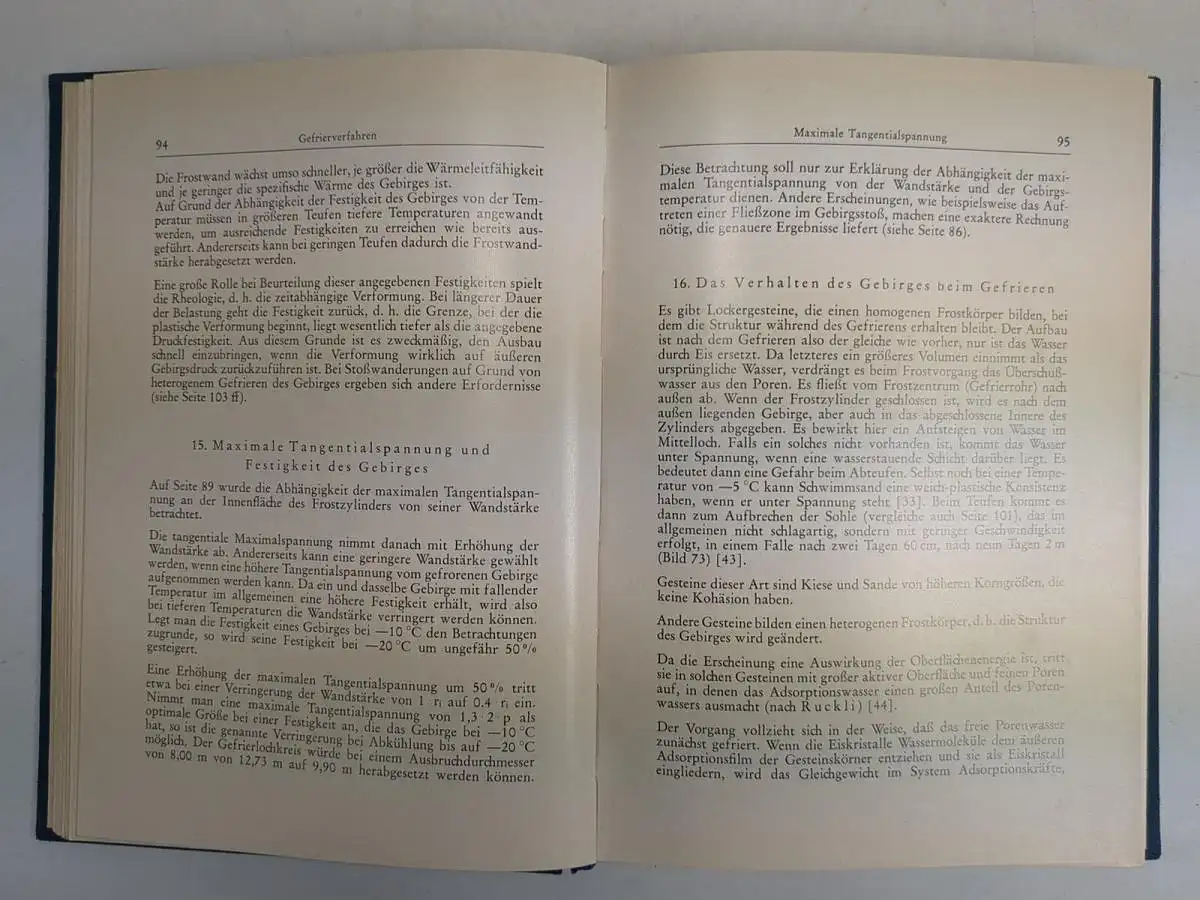 94
Gefrierverfahren
Die Frostwand wächst umso schneller, je größer die Wärmeleitfähigkeit
und je geringer die spezifische Wärme des Gebirges ist.
Auf Grund der Abhängigkeit der Festigkeit des Gebirges von der Tem-
peratur müssen in größeren Teufen tiefere Temperaturen angewandt
werden, um ausreichende Festigkeiten zu erreichen wie bereits aus-
geführt. Andererseits kann bei geringen Teufen dadurch die Frostwand-
stärke herabgesetzt werden.
Eine große Rolle bei Beurteilung dieser angegebenen Festigkeiten spielt
die Rheologie, d. h. die zeitabhängige Verformung. Bei längerer Dauer
der Belastung geht die Festigkeit zurück, d. h. die Grenze, bei der die
plastische Verformung beginnt, liegt wesentlich tiefer als die angegebene
Druckfestigkeit. Aus diesem Grunde ist es zweckmäßig, den Ausbau
schnell einzubringen, wenn die Verformung wirklich auf äußeren
Gebirgsdruck zurückzuführen ist. Bei Stoßwanderungen auf Grund von
heterogenem Gefrieren des Gebirges ergeben sich andere Erfordernisse
(siehe Seite 103 ff).
15. Maximale Tangentialspannung und
Festigkeit des Gebirges
Auf Seite 89 wurde die Abhängigkeit der maximalen Tangentialspan-
nung an der Innenfläche des Frostzylinders von seiner Wandstärke
betrachtet.
Die tangentiale Maximalspannung nimmt danach mit Erhöhung der
Wandstärke ab. Andererseits kann eine geringere Wandstärke gewählt
werden, wenn eine höhere Tangentialspannung vom gefrorenen Gebirge
aufgenommen werden kann. Da ein und dasselbe Gebirge mit fallender
Temperatur im allgemeinen eine höhere Festigkeit erhält, wird also
bei tieferen Temperaturen die Wandstärke verringert werden können.
Legt man die Festigkeit eines Gebirges bei —10 °C den Betrachtungen
zugrunde, so wird seine Festigkeit bei —20 °C um ungefähr 50 %
gesteigert.
Eine Erhöhung der maximalen Tangentialspannung um 50 % tritt
etwa bei einer Verringerung der Wandstärke von 1 rᵢ auf 0.4 rᵢ ein.
Nimmt man eine maximale Tangentialspannung von 1,3 · 2 · p als
optimale Größe bei einer Festigkeit an, die das Gebirge bei —10 °C
hat, so ist die genannte Verringerung bei Abkühlung bis auf —20 °C
möglich. Der Gefrierlochkreis würde bei einem Ausbruchdurchmesser
von 8,00 m von 12,73 m auf 9,90 m herabgesetzt werden können.
Maximale Tangentialspannung
95
Diese Betrachtung soll nur zur Erklärung der Abhängigkeit der maxi-
malen Tangentialspannung von der Wandstärke und der Gebirgs-
temperatur dienen. Andere Erscheinungen, wie beispielsweise das Auf-
treten einer Fließzone im Gebirgsstoß, machen eine exaktere Rechnung
nötig, die genauere Ergebnisse liefert (siehe Seite 86).
16. Das Verhalten des Gebirges beim Gefrieren
Es gibt Lockergesteine, die einen homogenen Frostkörper bilden, bei
dem die Struktur während des Gefrierens erhalten bleibt. Der Aufbau
ist nach dem Gefrieren also der gleiche wie vorher, nur ist das Wasser
durch Eis ersetzt. Da letzteres ein größeres Volumen einnimmt als das
ursprüngliche Wasser, verdrängt es beim Frostvorgang das Überschuß-
wasser aus den Poren. Es fließt vom Frostzentrum (Gefrierrohr) nach
außen ab. Wenn der Frostzylinder geschlossen ist, wird es nach dem
außen liegenden Gebirge, aber auch in das abgeschlossene Innere des
Zylinders abgegeben. Es bewirkt hier ein Aufsteigen von Wasser im
Mittelloch. Falls ein solches nicht vorhanden ist, kommt das Wasser
unter Spannung, wenn eine wasserstauende Schicht darüber liegt. Es
bedeutet dann eine Gefahr beim Abteufen. Selbst noch bei einer Tempe-
ratur von —5 °C kann Schwimmsand eine weich-plastische Konsistenz
haben, wenn er unter Spannung steht [33]. Beim Teufen kommt es
dann zum Aufbrechen der Sohle (vergleiche auch Seite 101), das im
allgemeinen nicht schlagartig, sondern mit geringer Geschwindigkeit
erfolgt, in einem Falle nach zwei Tagen 60 cm, nach neun Tagen 2 m
(Bild 73) [43].
Gesteine dieser Art sind Kiese und Sande von höheren Korngrößen, die
keine Kohäsion haben.
Andere Gesteine bilden einen heterogenen Frostkörper, d. h. die Struktur
des Gebirges wird geändert.
Da die Erscheinung eine Auswirkung der Oberflächenenergie ist, tritt
sie in solchen Gesteinen mit großer aktiver Oberfläche und feinen Poren
auf, in denen das Adsorptionswasser einen großen Anteil des Poren-
wassers ausmacht (nach Ruckli) [44].
Der Vorgang vollzieht sich in der Weise, daß das freie Porenwasser
zunächst gefriert. Wenn die Eiskristalle Wassermoleküle dem äußeren
Adsorptionsfilm der Gesteinskörner entziehen und sie als Eiskristall
eingliedern, wird das Gleichgewicht im System Adsorptionskräfte,